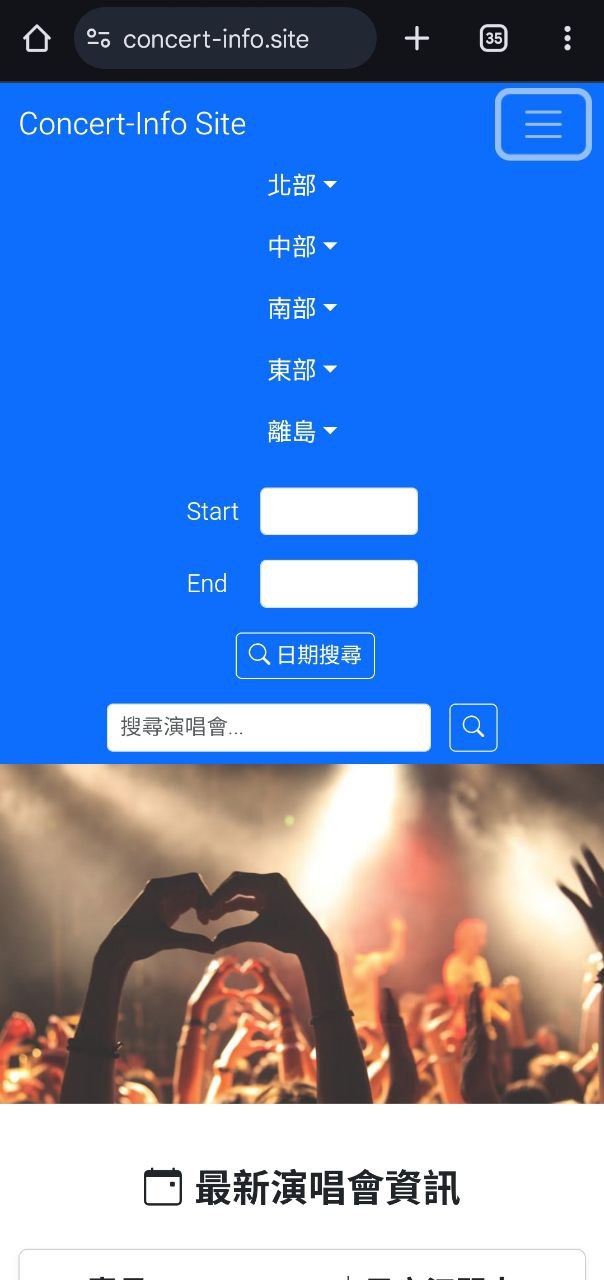 concert-info.site
35
Concert-Info Site
北部
中部
南部
東部
離島
Start
End
日期搜尋
搜尋演唱會...
最新演唱會資訊